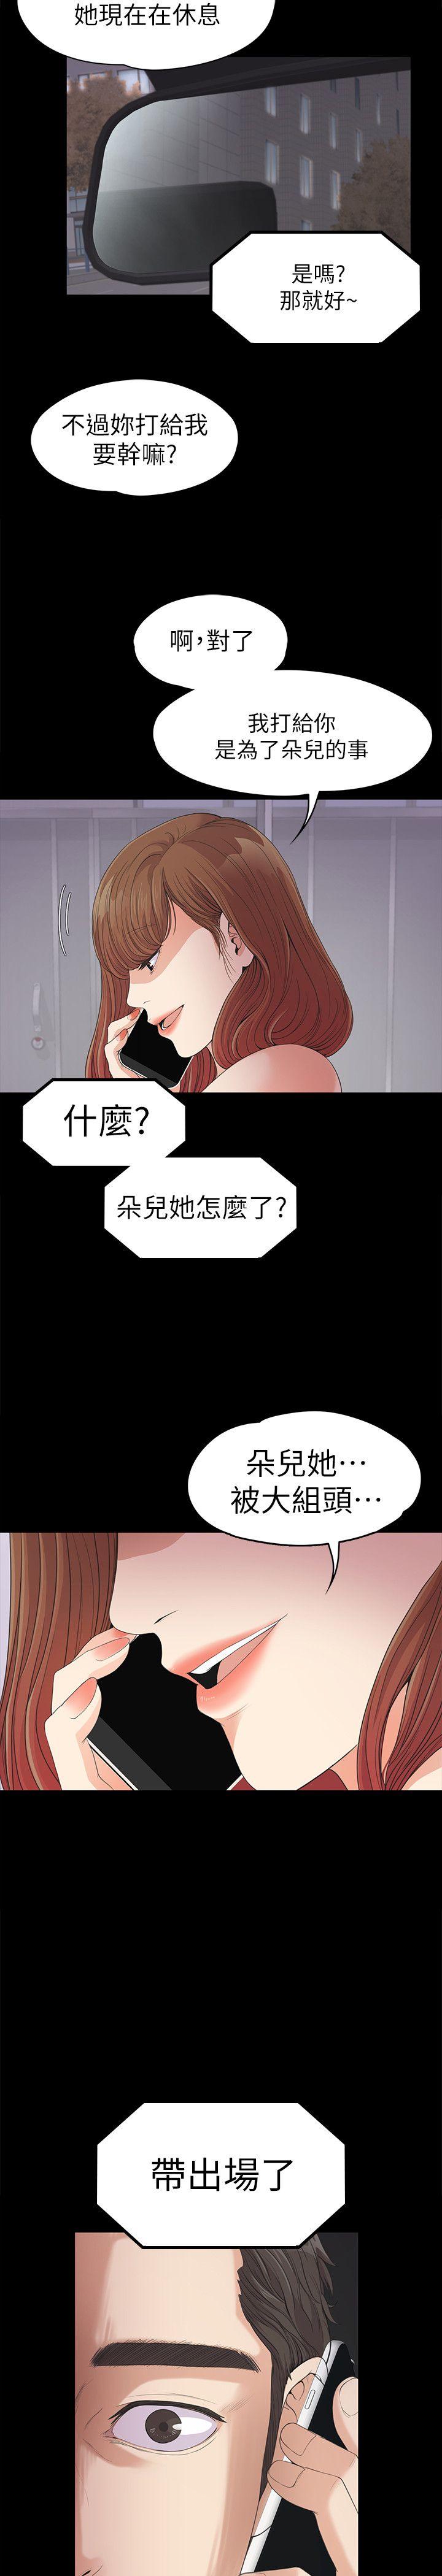 她現在在休息
是嗎?
那就好~
不過妳打給我
要幹嘛?
啊,對了
我打給你
是為了朵兒的事
什麼?
朵兒她怎麼了?
朵兒她…
被大組頭…
帶出場了